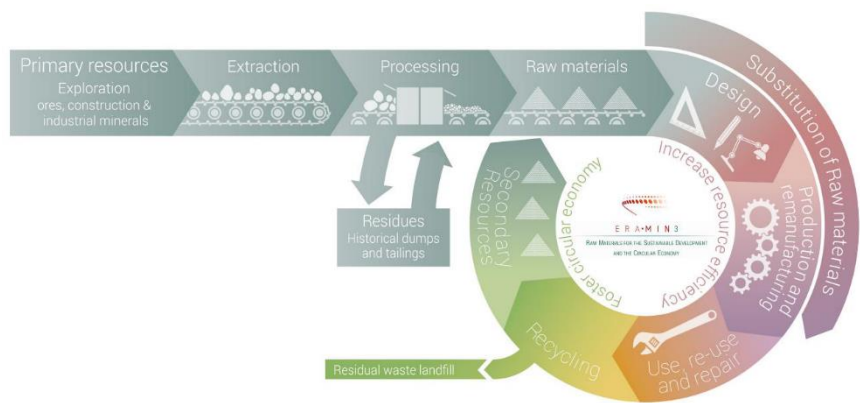 Primary resources
Exploration
ores, construction &
industrial minerals
Extraction
Processing
Raw materials
Design
Substitution of Raw materials
Production and
remanufacturing
Use, re-use
and repair
Recycling
Secondary
Resources
Residues
Historical dumps
and tailings
Residual waste landfill
Foster circular economy
Increase resource efficiency
ERA•MIN3
RAW MATERIALS FOR THE SUSTAINABLE DEVELOPMENT
AND THE CIRCULAR ECONOMY